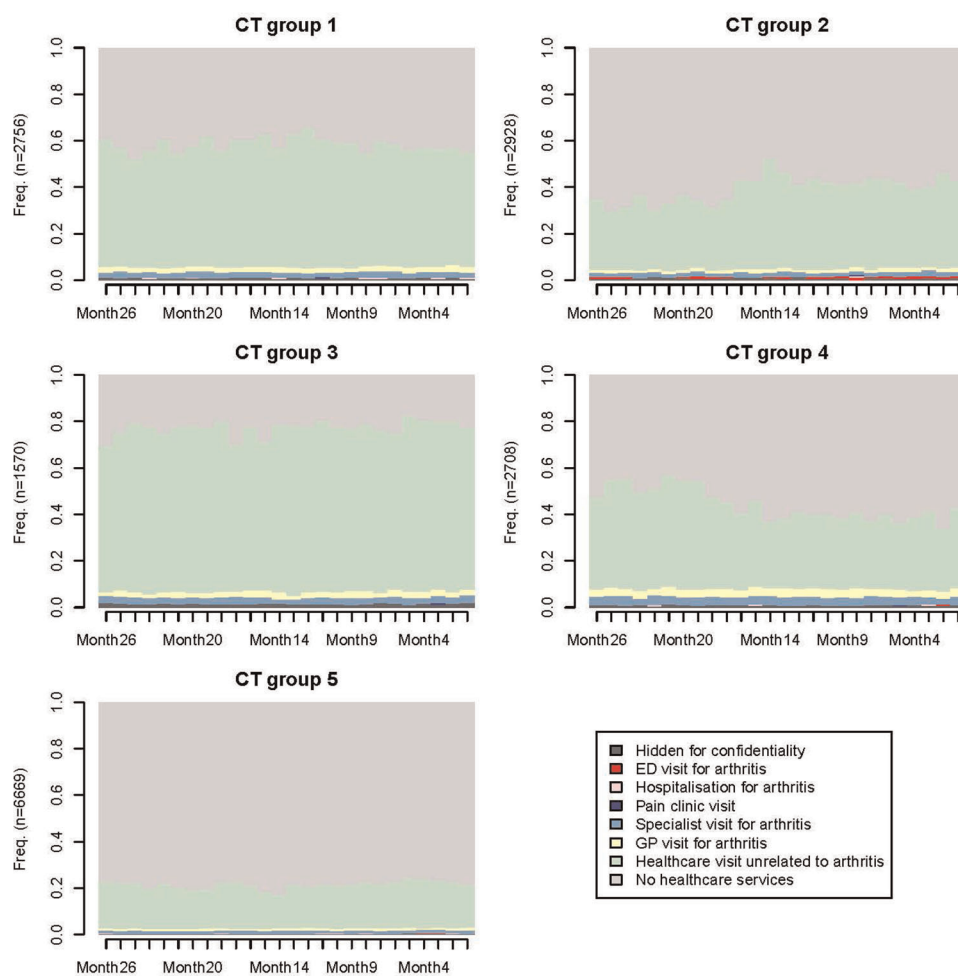 CT group 1
1.0
0.8
0.6
0.4
0.2
0.0
Freq. (n=2756)
Month26 Month20 Month14 Month9 Month4
CT group 2
1.0
0.8
0.6
0.4
0.2
0.0
Freq. (n=2928)
Month26 Month20 Month14 Month9 Month4
CT group 3
1.0
0.8
0.6
0.4
0.2
0.0
Freq. (n=1570)
Month26 Month20 Month14 Month9 Month4
CT group 4
1.0
0.8
0.6
0.4
0.2
0.0
Freq. (n=2708)
Month26 Month20 Month14 Month9 Month4
CT group 5
1.0
0.8
0.6
0.4
0.2
0.0
Freq. (n=6669)
Month26 Month20 Month14 Month9 Month4
Hidden for confidentiality
ED visit for arthritis
Hospitalisation for arthritis
Pain clinic visit
Specialist visit for arthritis
GP visit for arthritis
Healthcare visit unrelated to arthritis
No healthcare services